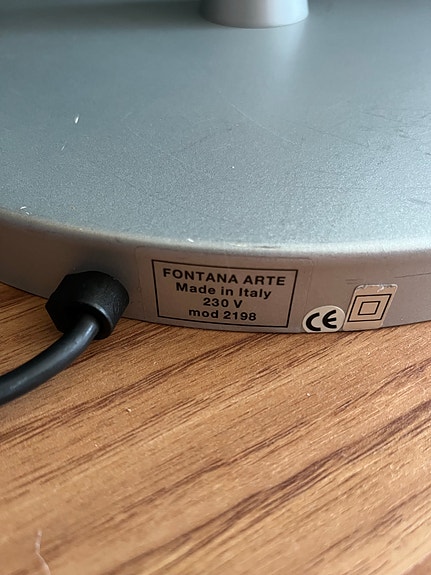 FONTANA ARTE
Made in Italy
230 V
mod 2198
CE